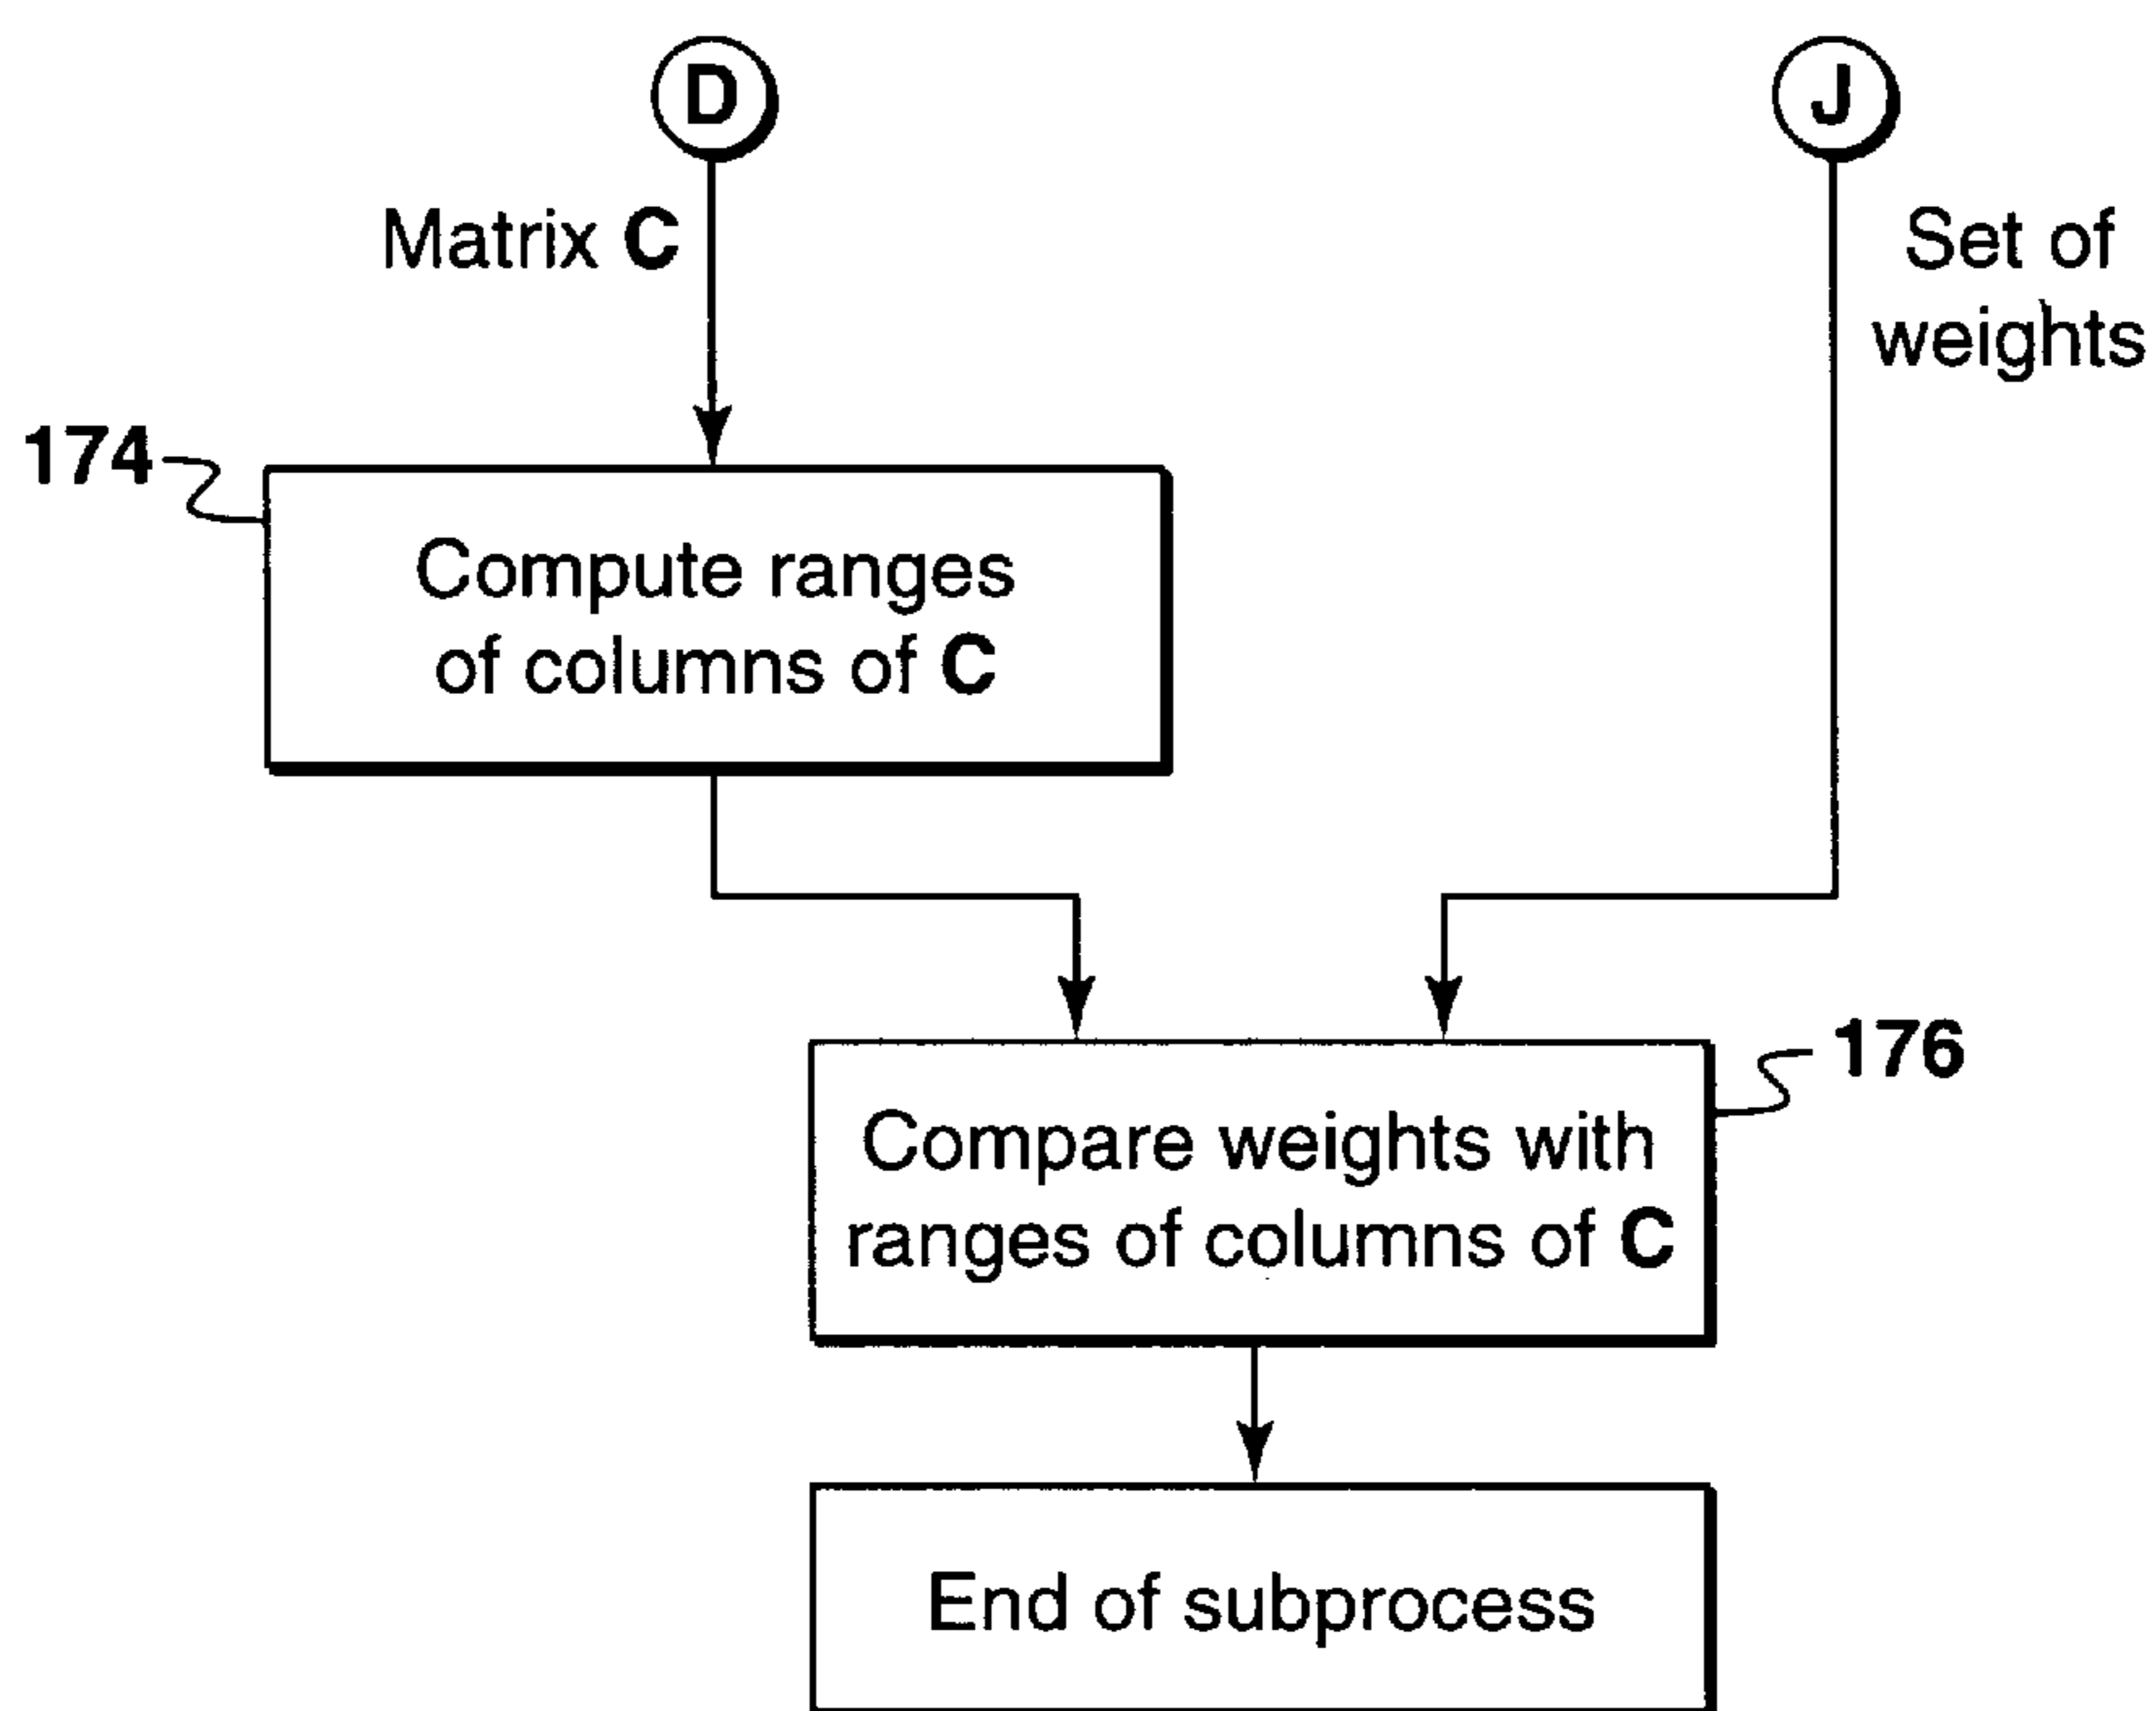 D
J
Matrix C
Set of
weights
174
Compute ranges
of columns of C
176
Compare weights with
ranges of columns of C
End of subprocess